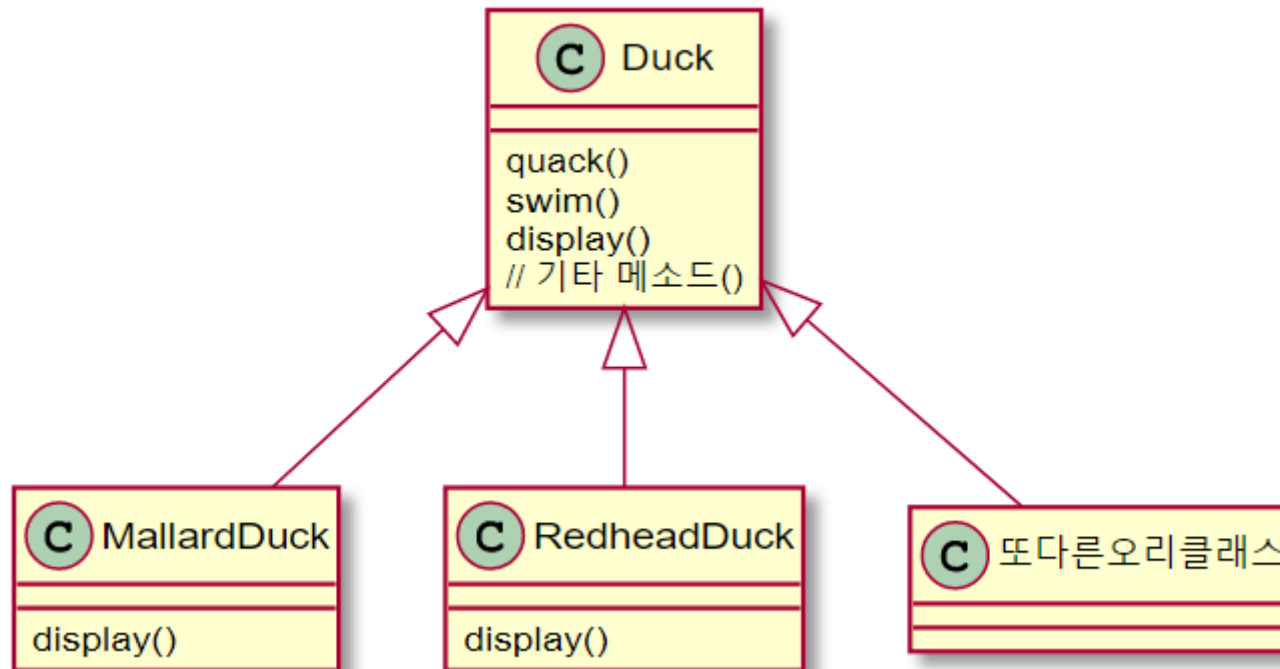 C Duck
quack()
swim()
display()
// 기타 메소드()
C MallardDuck
display()
C RedheadDuck
display()
C 또다른오리클래스